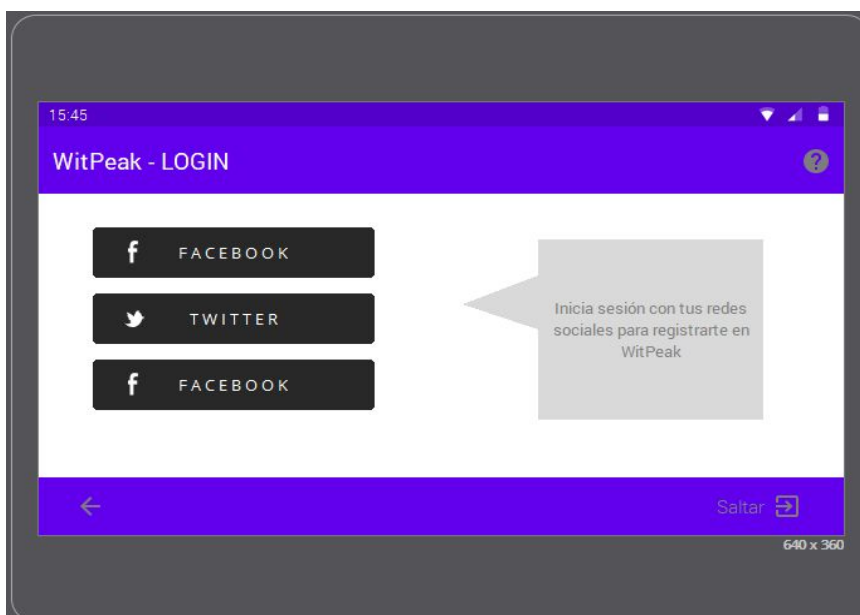 15:45
WitPeak - LOGIN
FACEBOOK
TWITTER
FACEBOOK
Inicia sesión con tus redes
sociales para registrarte en
WitPeak
Saltar
640 x 360